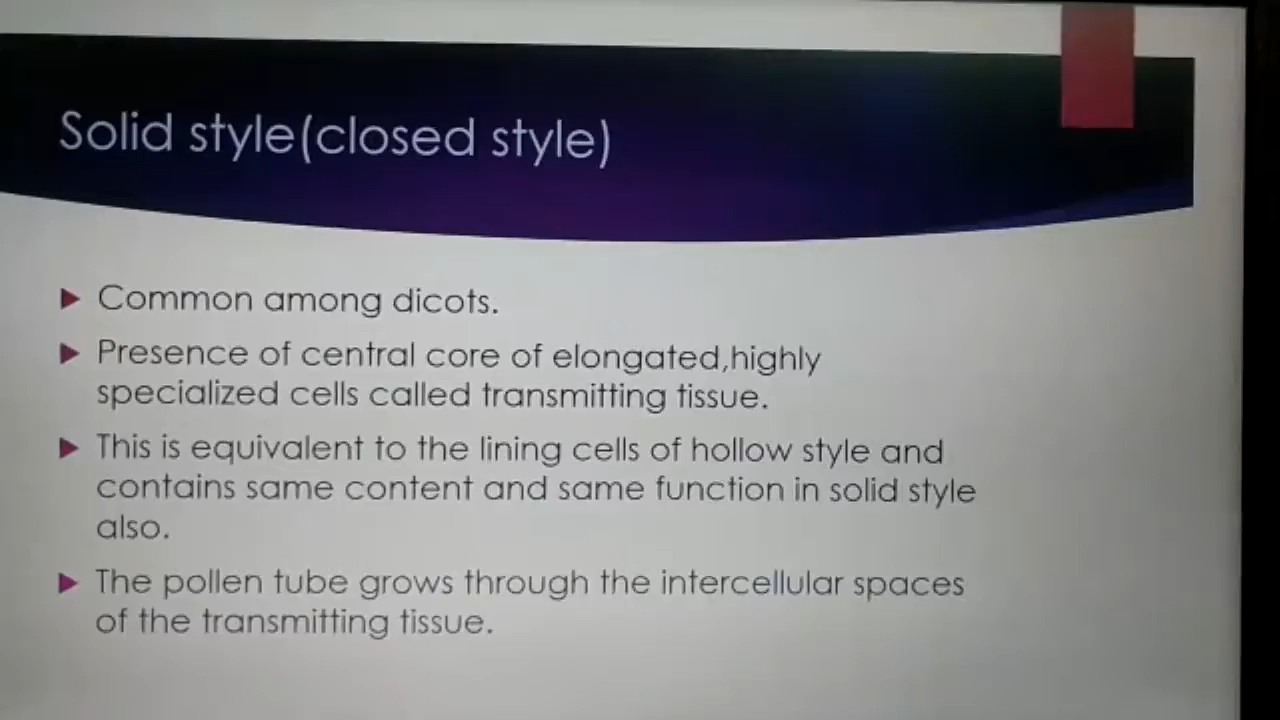 Solid style(closed style)
Common among dicots.
Presence of central core of elongated,highly
specialized cells called transmitting tissue.
This is equivalent to the lining cells of hollow style and
contains same content and same function in solid style
also.
The pollen tube grows through the intercellular spaces
of the transmitting tissue.